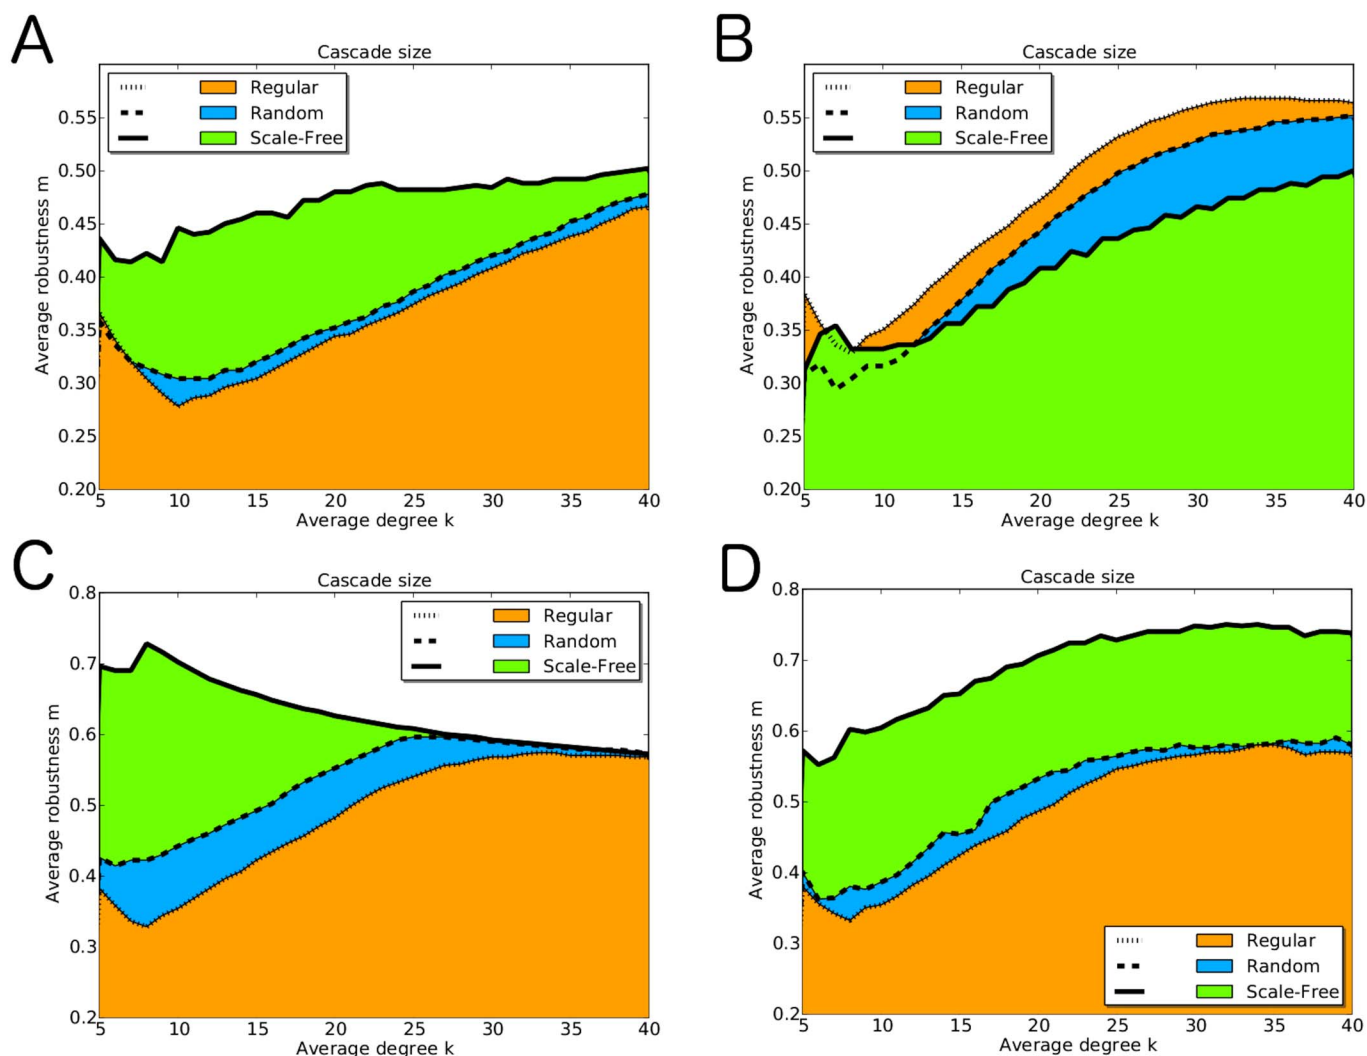 A
Cascade size
Regular
Random
Scale-Free
0.55
0.50
0.45
0.40
0.35
0.30
0.25
0.20
Average robustness m
5 10 15 20 25 30 35 40
Average degree k
B
Cascade size
Regular
Random
Scale-Free
0.55
0.50
0.45
0.40
0.35
0.30
0.25
0.20
Average robustness m
5 10 15 20 25 30 35 40
Average degree k
C
Cascade size
Regular
Random
Scale-Free
0.8
0.7
0.6
0.5
0.4
0.3
0.2
Average robustness m
5 10 15 20 25 30 35 40
Average degree k
D
Cascade size
0.8
0.7
0.6
0.5
0.4
0.3
0.2
Average robustness m
Regular
Random
Scale-Free
5 10 15 20 25 30 35 40
Average degree k